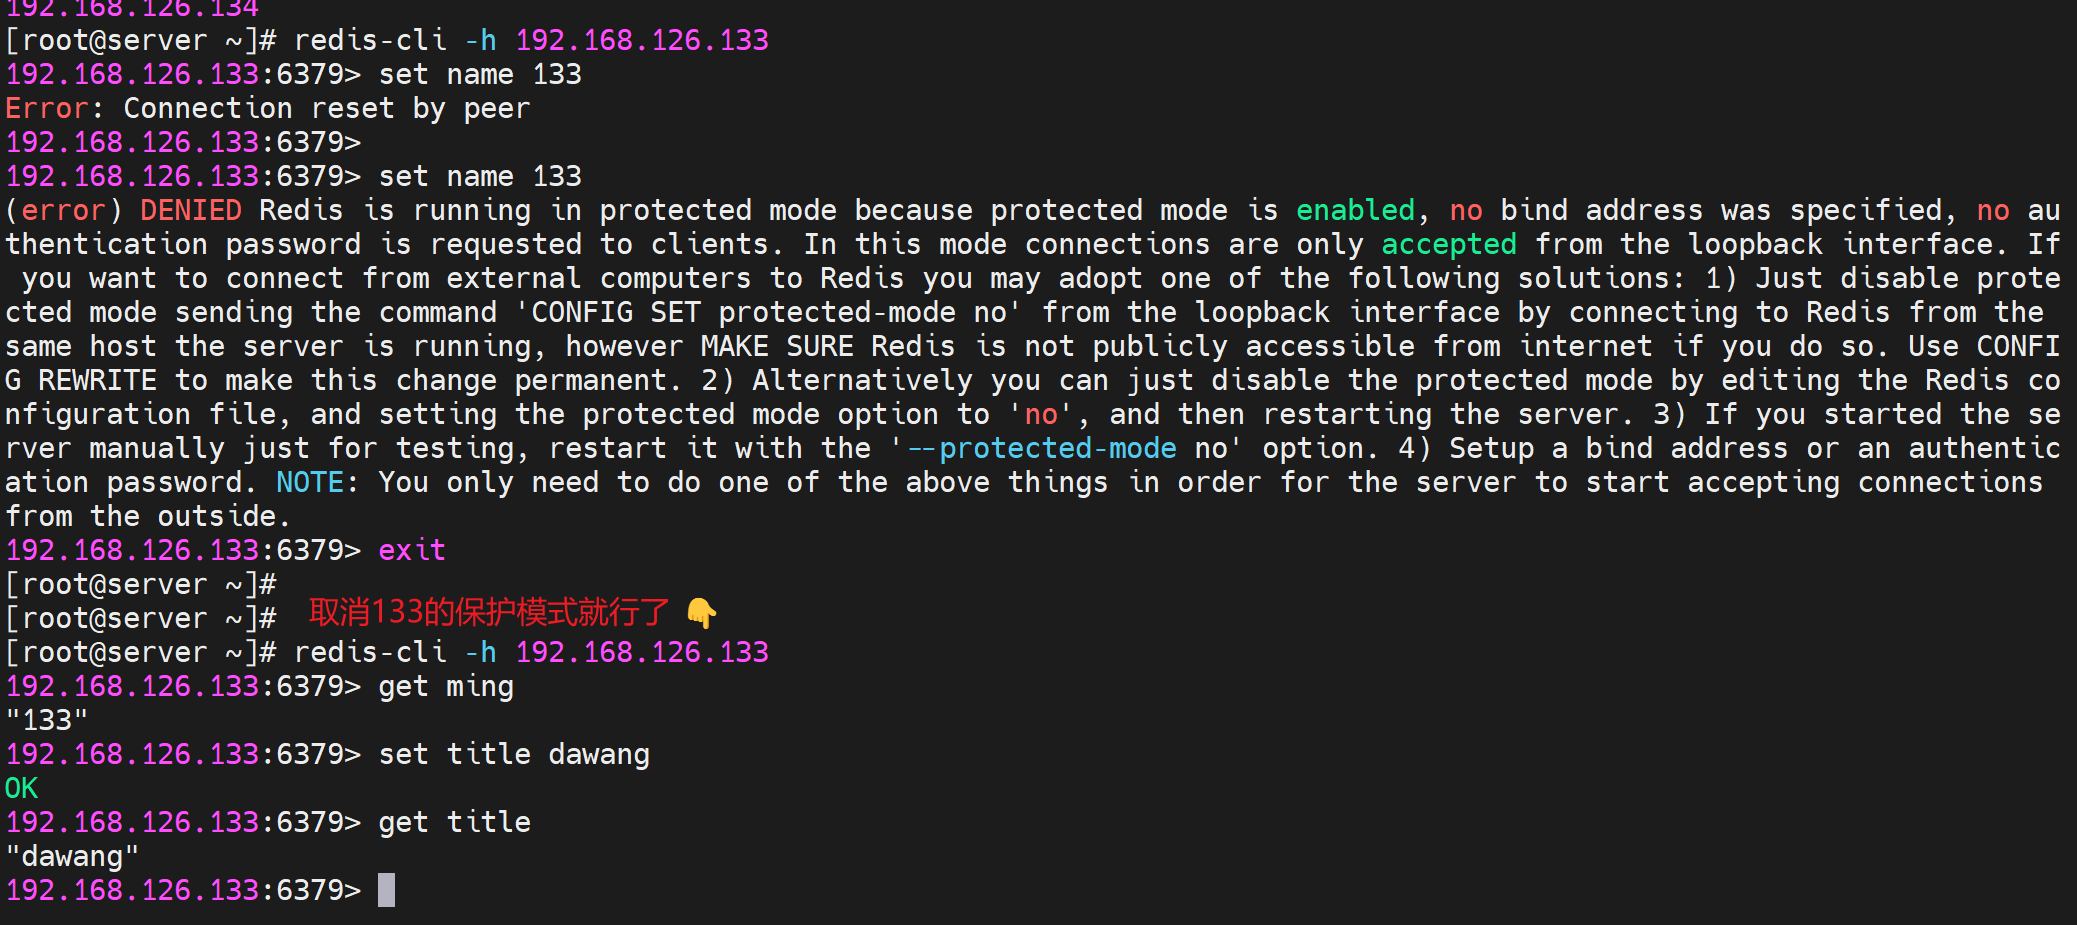 192.168.126.134
[root@server ~]# redis-cli -h 192.168.126.133
192.168.126.133:6379> set name 133
Error: Connection reset by peer
192.168.126.133:6379>
192.168.126.133:6379> set name 133
(error) DENIED Redis is running in protected mode because protected mode is enabled, no bind address was specified, no au
thentication password is requested to clients. In this mode connections are only accepted from the loopback interface. If
 you want to connect from external computers to Redis you may adopt one of the following solutions: 1) Just disable prote
cted mode sending the command 'CONFIG SET protected-mode no' from the loopback interface by connecting to Redis from the
same host the server is running, however MAKE SURE Redis is not publicly accessible from internet if you do so. Use CONFI
G REWRITE to make this change permanent. 2) Alternatively you can just disable the protected mode by editing the Redis co
nfiguration file, and setting the protected mode option to 'no', and then restarting the server. 3) If you started the se
rver manually just for testing, restart it with the '--protected-mode no' option. 4) Setup a bind address or an authentic
ation password. NOTE: You only need to do one of the above things in order for the server to start accepting connections
from the outside.
192.168.126.133:6379> exit
[root@server ~]#
[root@server ~]# 取消133的保护模式就行了 👇
[root@server ~]# redis-cli -h 192.168.126.133
192.168.126.133:6379> get ming
"133"
192.168.126.133:6379> set title dawang
OK
192.168.126.133:6379> get title
"dawang"
192.168.126.133:6379>